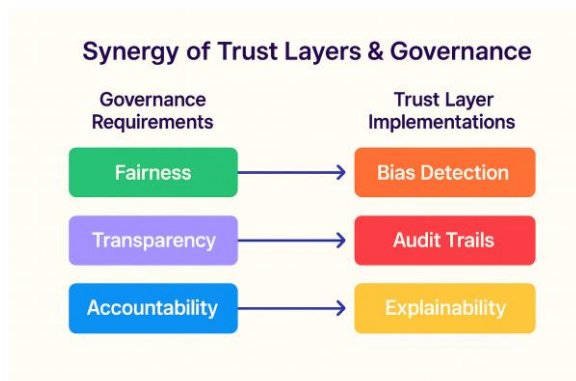 Synergy of Trust Layers & Governance
Governance
Requirements
Trust Layer
Implementations
Fairness
Bias Detection
Transparency
Audit Trails
Accountability
Explainability